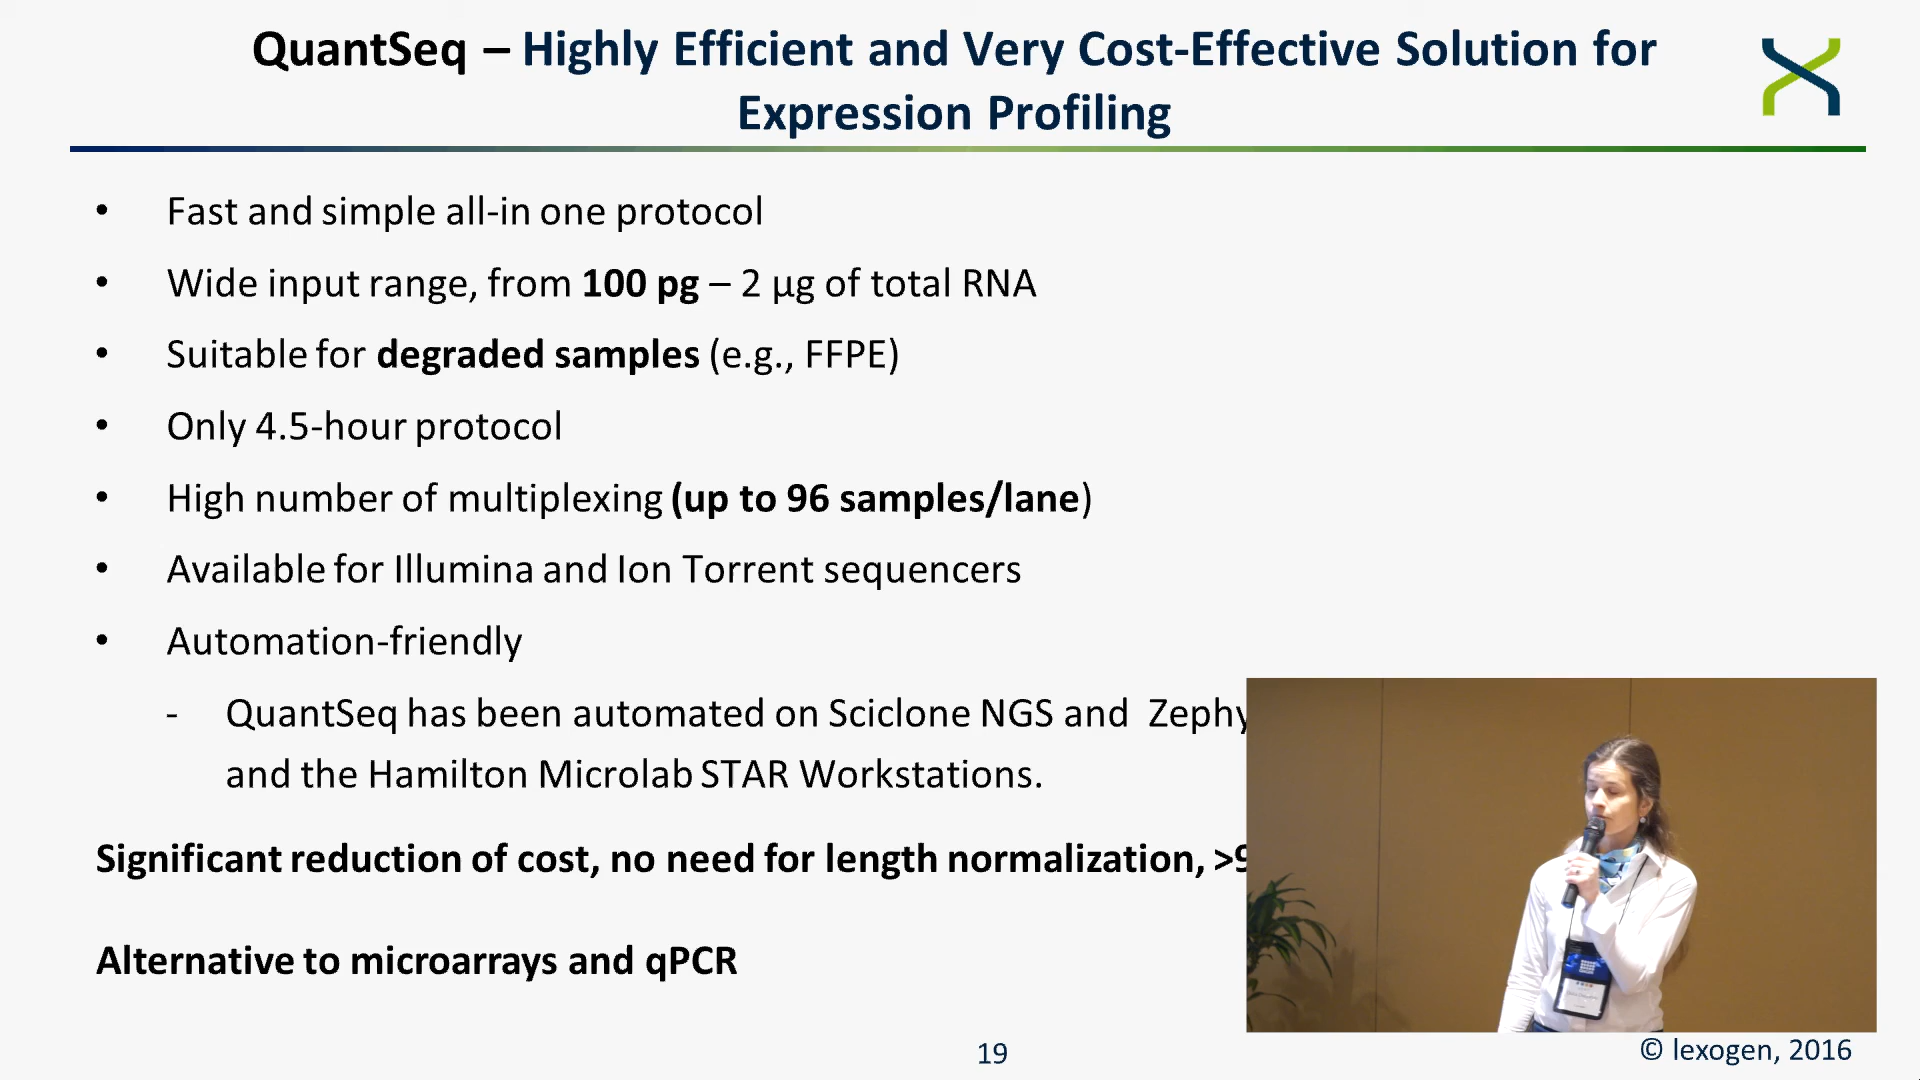 QuantSeq – Highly Efficient and Very Cost-Effective Solution for
Expression Profiling
• Fast and simple all-in one protocol
• Wide input range, from 100 pg – 2 µg of total RNA
• Suitable for degraded samples (e.g., FFPE)
• Only 4.5-hour protocol
• High number of multiplexing (up to 96 samples/lane)
• Available for Illumina and Ion Torrent sequencers
• Automation-friendly
- QuantSeq has been automated on Sciclone NGS and Zephy
and the Hamilton Microlab STAR Workstations.
Significant reduction of cost, no need for length normalization, >9
Alternative to microarrays and qPCR
19
© lexogen, 2016